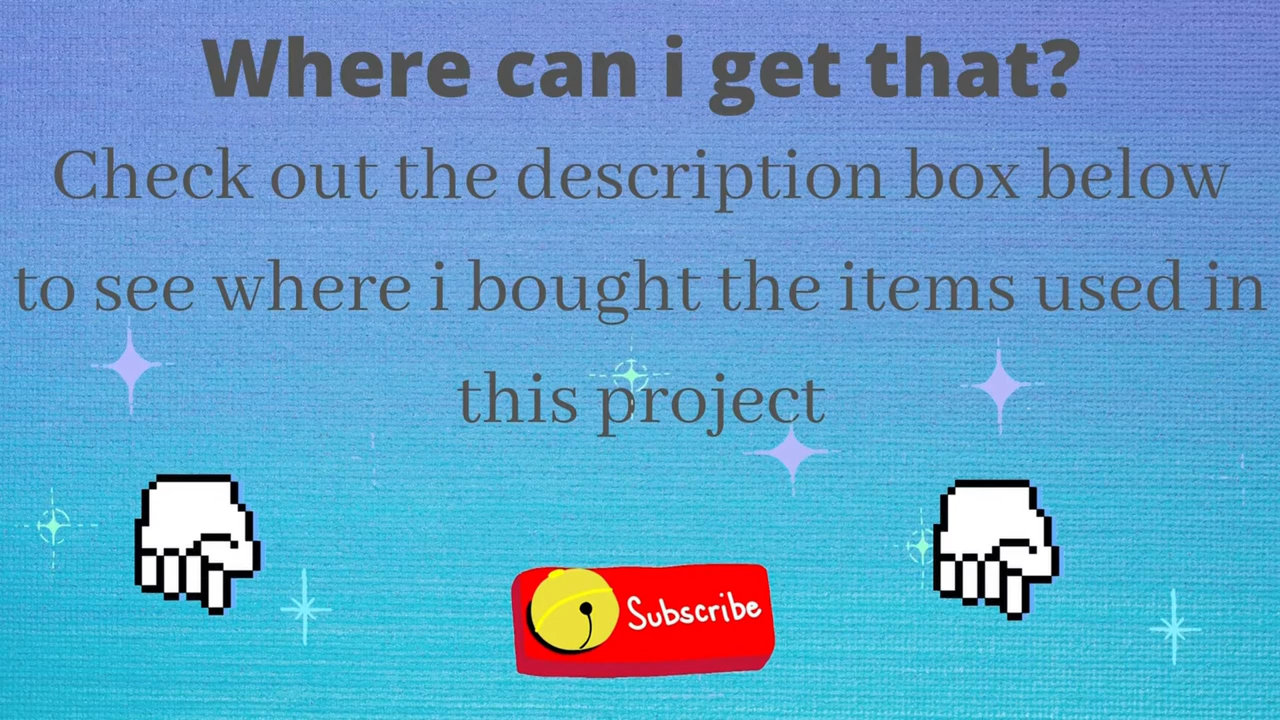 Where can i get that?
Check out the description box below
to see where i bought the items used in
this project
Subscribe